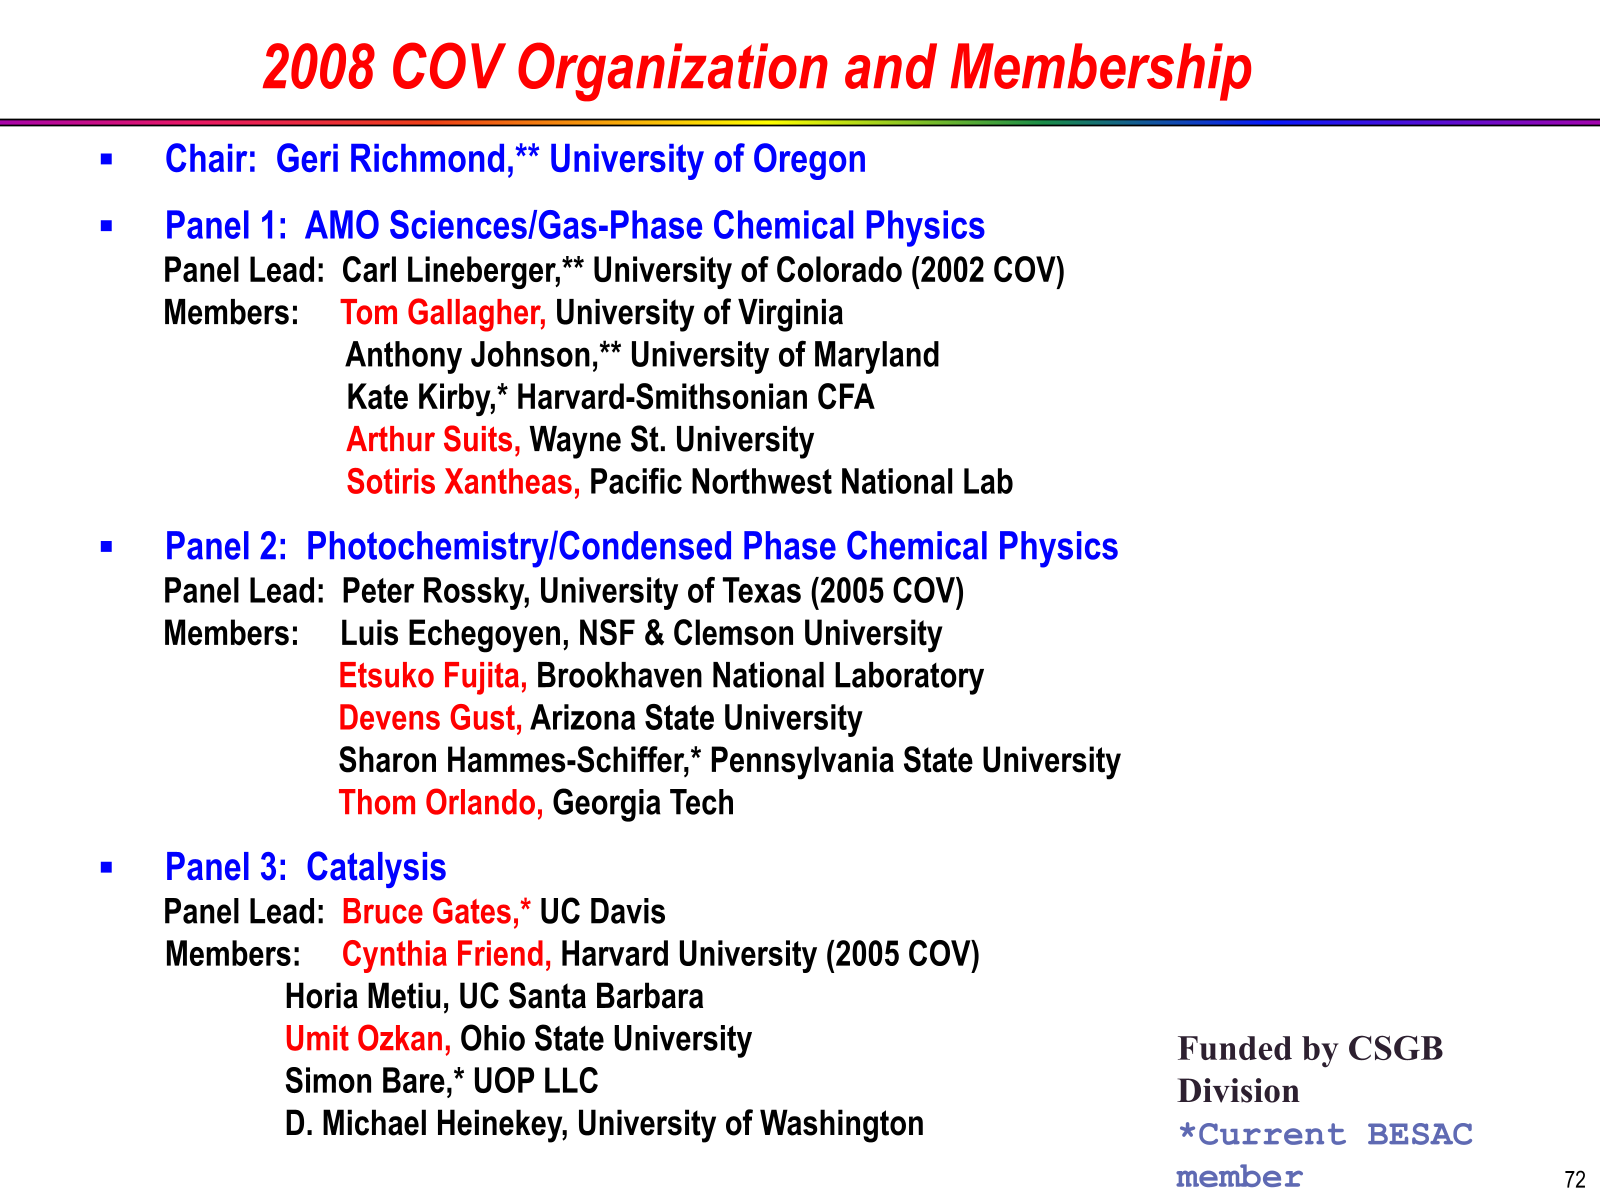 2008 COV Organization and Membership
▪ Chair: Geri Richmond,** University of Oregon
▪ Panel 1: AMO Sciences/Gas-Phase Chemical Physics
Panel Lead: Carl Lineberger,** University of Colorado (2002 COV)
Members: Tom Gallagher, University of Virginia
Anthony Johnson,** University of Maryland
Kate Kirby,* Harvard-Smithsonian CFA
Arthur Suits, Wayne St. University
Sotiris Xantheas, Pacific Northwest National Lab
▪ Panel 2: Photochemistry/Condensed Phase Chemical Physics
Panel Lead: Peter Rossky, University of Texas (2005 COV)
Members: Luis Echegoyen, NSF & Clemson University
Etsuko Fujita, Brookhaven National Laboratory
Devens Gust, Arizona State University
Sharon Hammes-Schiffer,* Pennsylvania State University
Thom Orlando, Georgia Tech
▪ Panel 3: Catalysis
Panel Lead: Bruce Gates,* UC Davis
Members: Cynthia Friend, Harvard University (2005 COV)
Horia Metiu, UC Santa Barbara
Umit Ozkan, Ohio State University
Simon Bare,* UOP LLC
D. Michael Heinekey, University of Washington
Funded by CSGB
Division
*Current BESAC
member
72